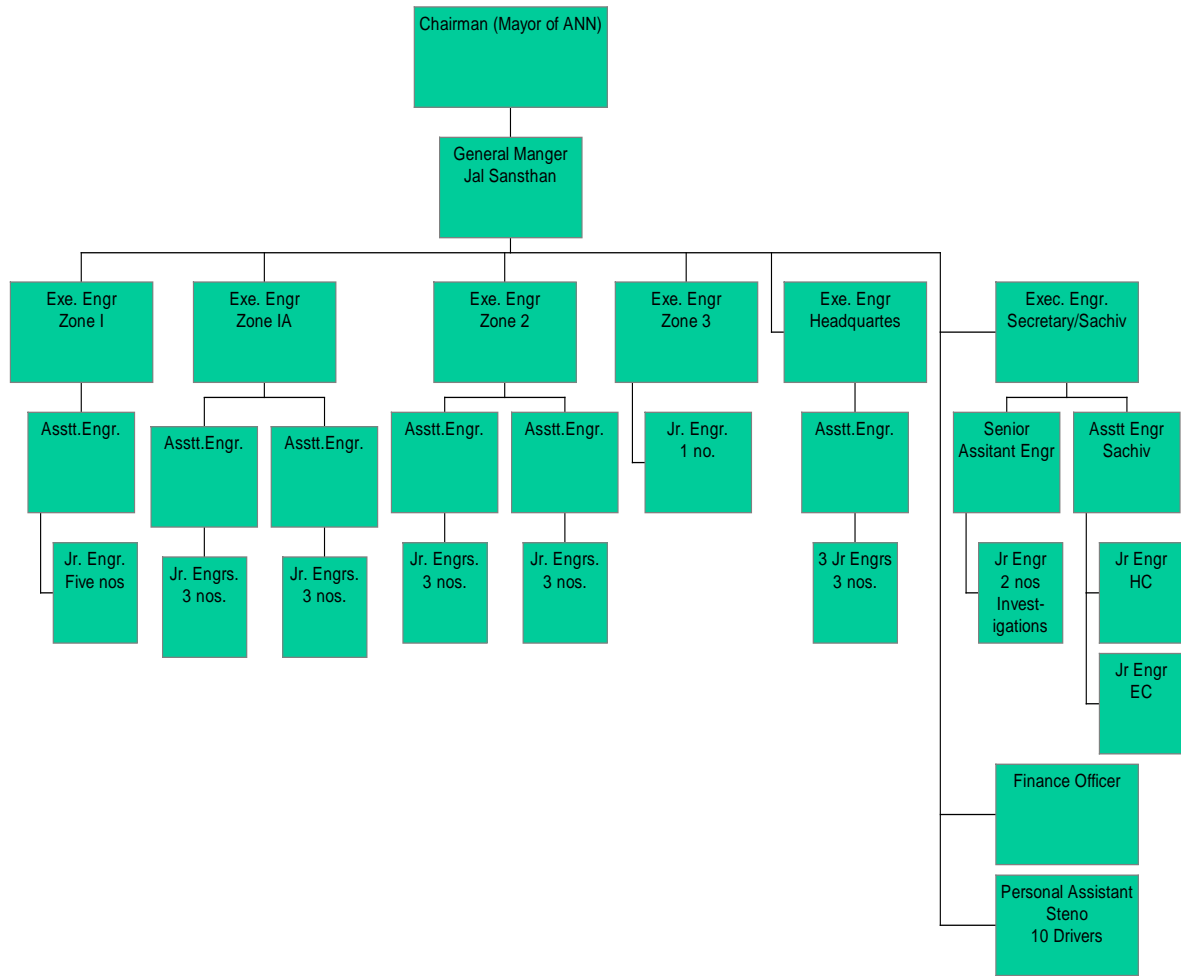 Chairman (Mayor of ANN)
General Manger
Jal Sansthan
Exe. Engr
Zone I
Exe. Engr
Zone IA
Exe. Engr
Zone 2
Exe. Engr
Zone 3
Exe. Engr
Headquartes
Exec. Engr.
Secretary/Sachiv
Asstt.Engr.
Asstt.Engr.
Asstt.Engr.
Asstt.Engr.
Asstt.Engr.
Jr. Engr.
1 no.
Asstt.Engr.
Senior
Assitant Engr
Asstt Engr
Sachiv
Jr. Engr.
Five nos
Jr. Engrs.
3 nos.
Jr. Engrs.
3 nos.
Jr. Engrs.
3 nos.
Jr. Engrs.
3 nos.
3 Jr Engrs
3 nos.
Jr Engr
2 nos
Invest-
igations
Jr Engr
HC
Jr Engr
EC
Finance Officer
Personal Assistant
Steno
10 Drivers